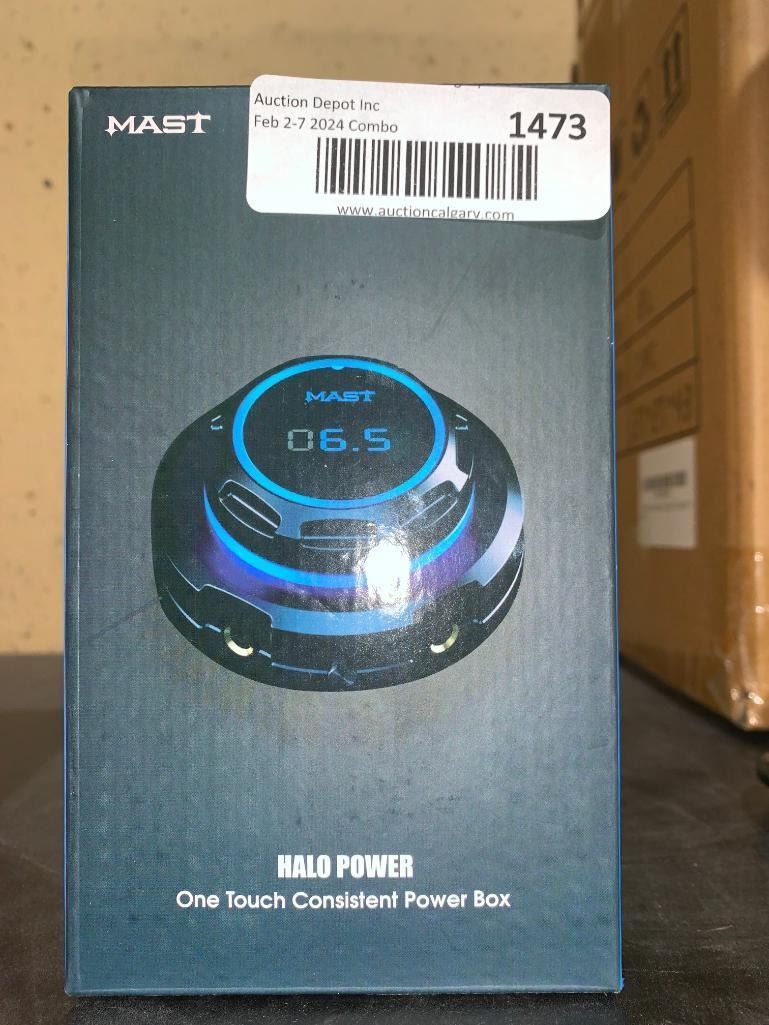 MAST
Auction Depot Inc
Feb 2-7 2024 Combo
1473
www.auctioncalgary.com
MAST
06.5
HALO POWER
One Touch Consistent Power Box